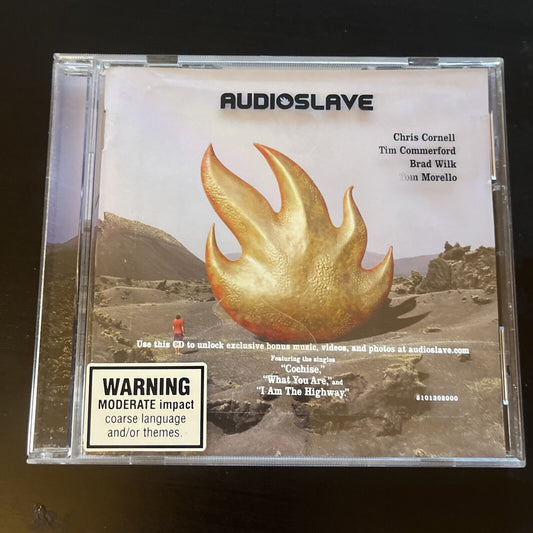 AUDIOSLAVE
Chris Cornell
Tim Commerford
Brad Wilk
Tom Morello
Use this CD to unlock exclusive bonus music, videos, and photos at audioslave.com
Featuring the singles
"Cochise,"
"What You Are," and
"I Am The Highway."
5101302000
WARNING
MODERATE impact
coarse language
and/or themes.